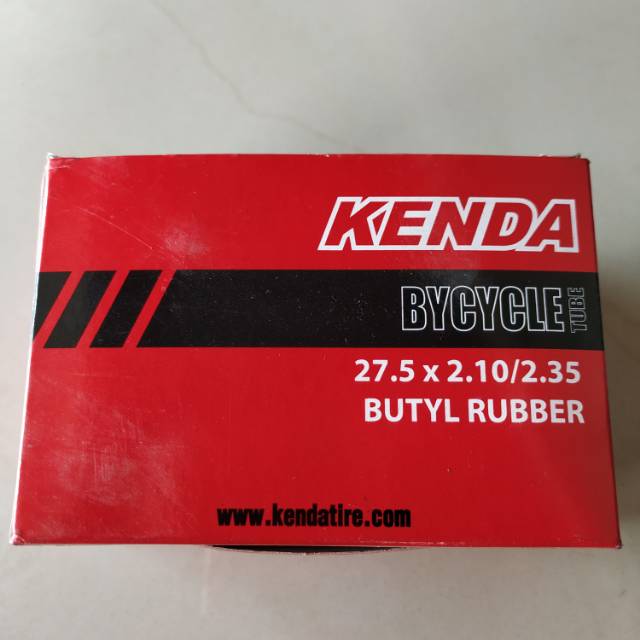 KENDA
BYCYCLE TUBE
27.5 x 2.10/2.35
BUTYL RUBBER
www.kendatire.com